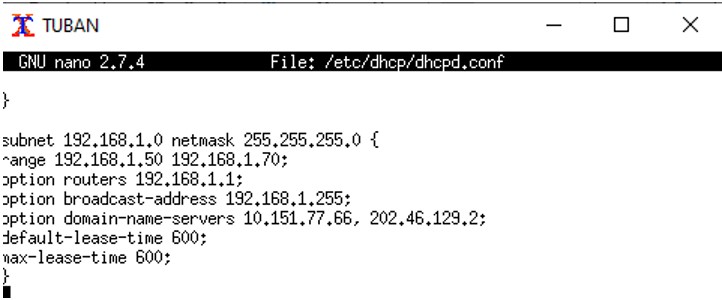 TUBAN
GNU nano 2.7.4 File: /etc/dhcp/dhcpd.conf
}
subnet 192.168.1.0 netmask 255.255.255.0 {
range 192.168.1.50 192.168.1.70;
option routers 192.168.1.1;
option broadcast-address 192.168.1.255;
option domain-name-servers 10.151.77.66, 202.46.129.2;
default-lease-time 600;
max-lease-time 600;
}